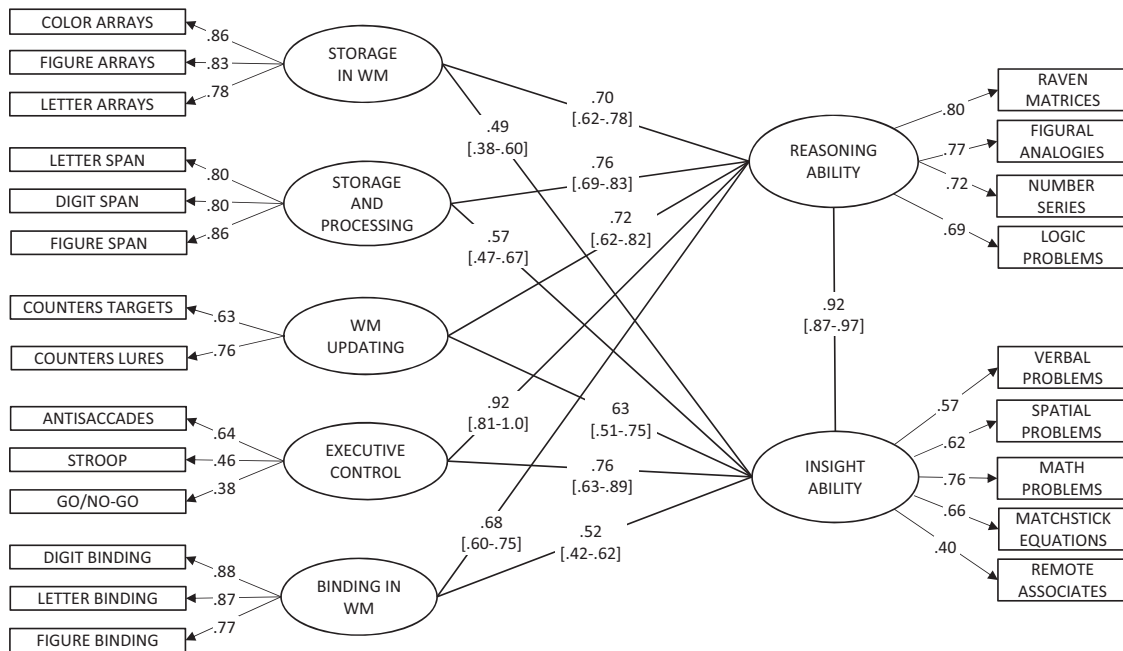 COLOR ARRAYS
FIGURE ARRAYS
LETTER ARRAYS
.86
.83
.78
STORAGE
IN WM
LETTER SPAN
DIGIT SPAN
FIGURE SPAN
.80
.80
.86
STORAGE
AND
PROCESSING
COUNTERS TARGETS
COUNTERS LURES
.63
.76
WM
UPDATING
ANTISACCADES
STROOP
GO/NO-GO
.64
.46
.38
EXECUTIVE
CONTROL
DIGIT BINDING
LETTER BINDING
FIGURE BINDING
.88
.87
.77
BINDING IN
WM
.70
[.62-.78]
.49
[.38-.60]
.76
[.69-.83]
.57
[.47-.67]
.72
[.62-.82]
63
[.51-.75]
.92
[.81-1.0]
.76
[.63-.89]
.68
[.60-.75]
.52
[.42-.62]
REASONING
ABILITY
.92
[.87-.97]
INSIGHT
ABILITY
.80
.77
.72
.69
RAVEN
MATRICES
FIGURAL
ANALOGIES
NUMBER
SERIES
LOGIC
PROBLEMS
.57
.62
.76
.66
.40
VERBAL
PROBLEMS
SPATIAL
PROBLEMS
MATH
PROBLEMS
MATCHSTICK
EQUATIONS
REMOTE
ASSOCIATES